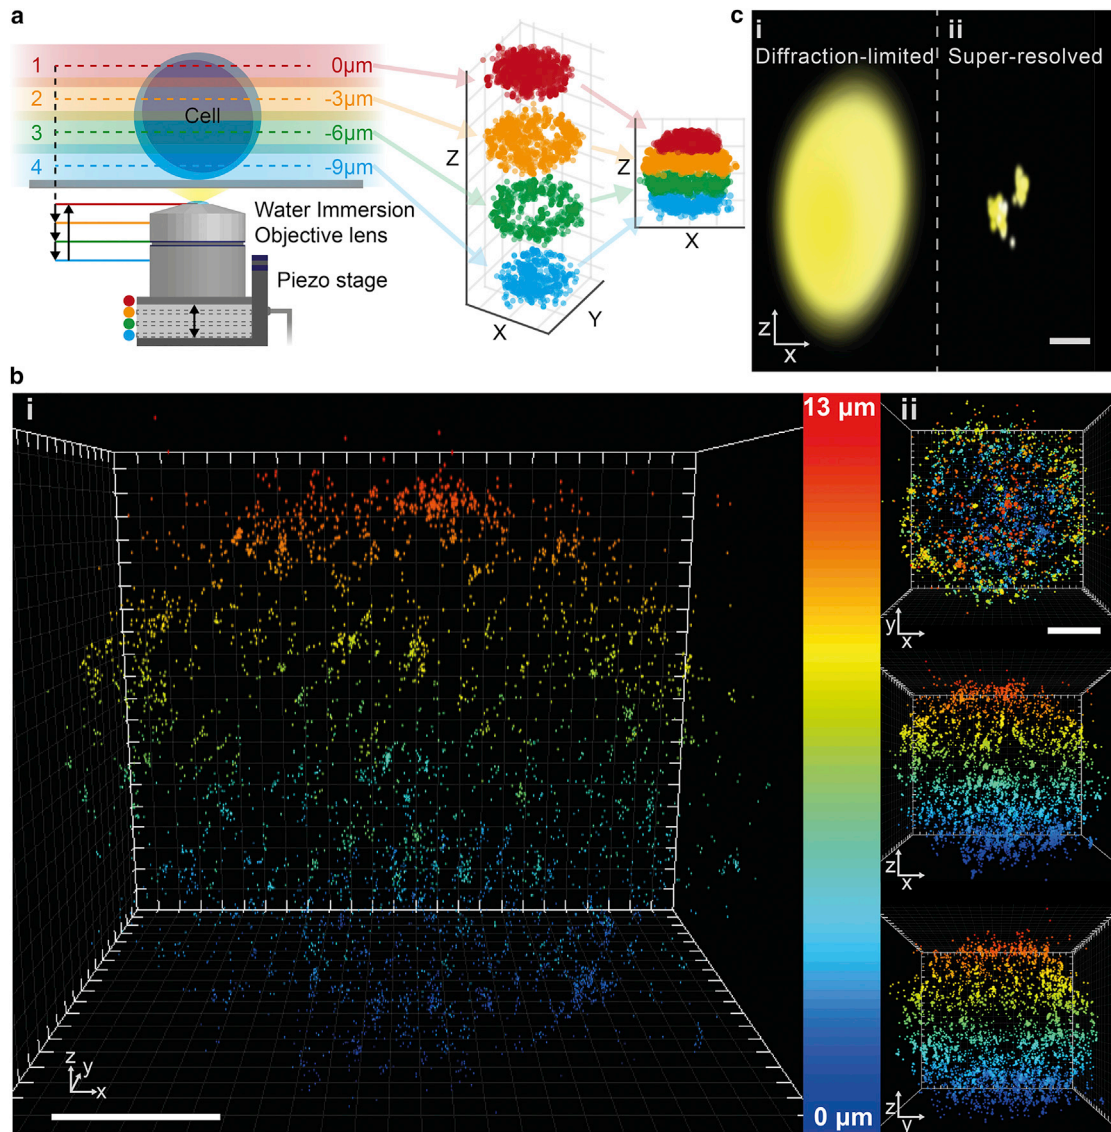 a
1
0µm
2
-3µm
Cell
3
-6µm
4
-9µm
Water Immersion
Objective lens
Piezo stage
Z
X
Y
Z
X
c
i
ii
Diffraction-limited
Super-resolved
z
x
b
i
13 µm
0 µm
z
y
x
ii
y
x
z
x
z
y